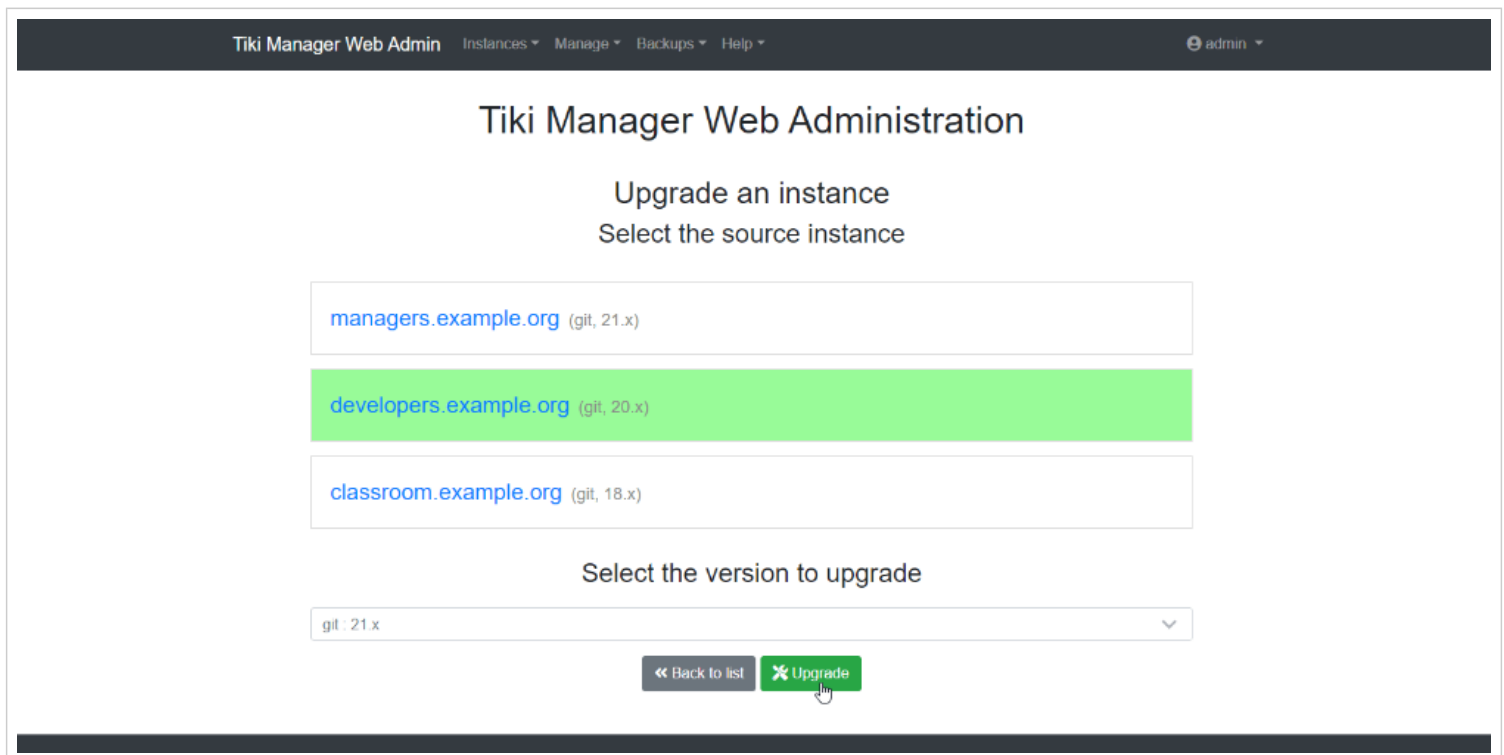 Tiki Manager Web Admin Instances Manage Backups Help admin
Tiki Manager Web Administration
Upgrade an instance
Select the source instance
managers.example.org (git, 21.x)
developers.example.org (git, 20.x)
classroom.example.org (git, 18.x)
Select the version to upgrade
git : 21.x
Back to list Upgrade